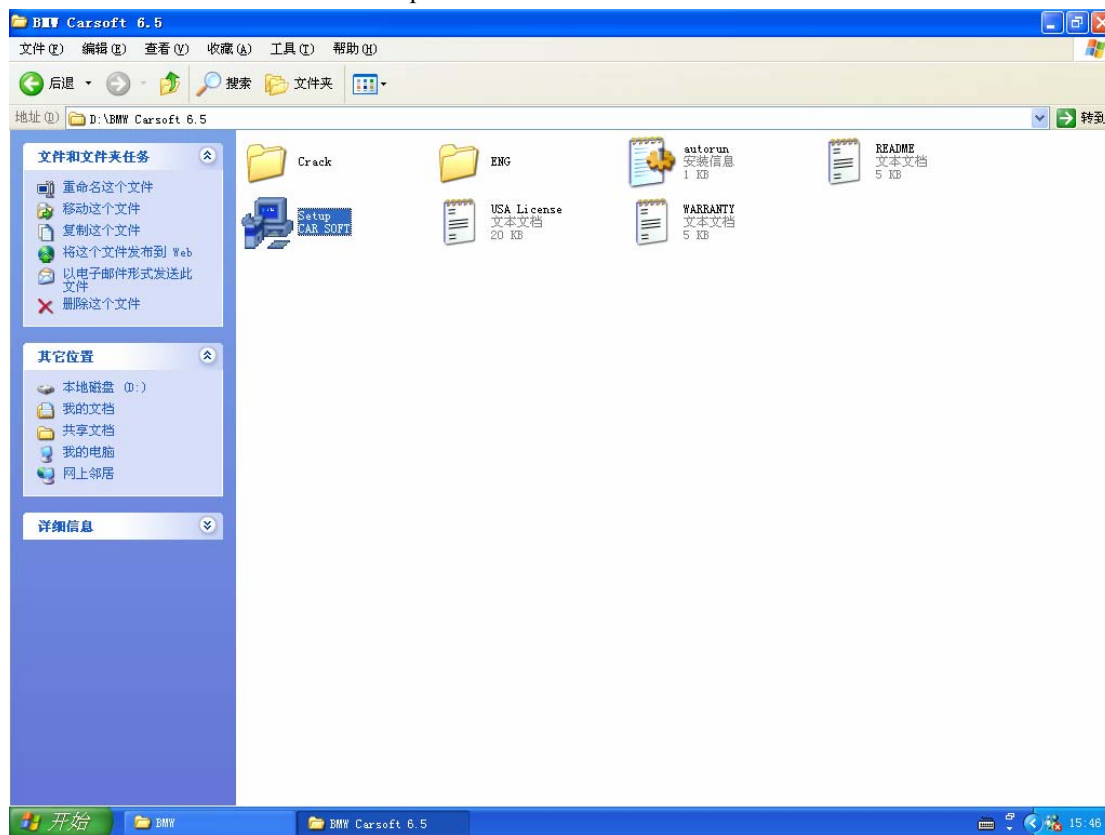 BMW Carsoft 6.5
文件(F) 编辑(E) 查看(V) 收藏(A) 工具(T) 帮助(H)
后退 搜索 文件夹
地址(D) D:\BMW Carsoft 6.5 转到
文件和文件夹任务
重命名这个文件
移动这个文件
复制这个文件
将这个文件发布到 Web
以电子邮件形式发送此
文件
删除这个文件
其它位置
本地磁盘 (D:)
我的文档
共享文档
我的电脑
网上邻居
详细信息
Crack
ENG
autorun
安装信息
1 KB
README
文本文档
5 KB
Setup
CAR SOFT
USA License
文本文档
20 KB
WARRANTY
文本文档
5 KB
开始 BMW BMW Carsoft 6.5 15:46